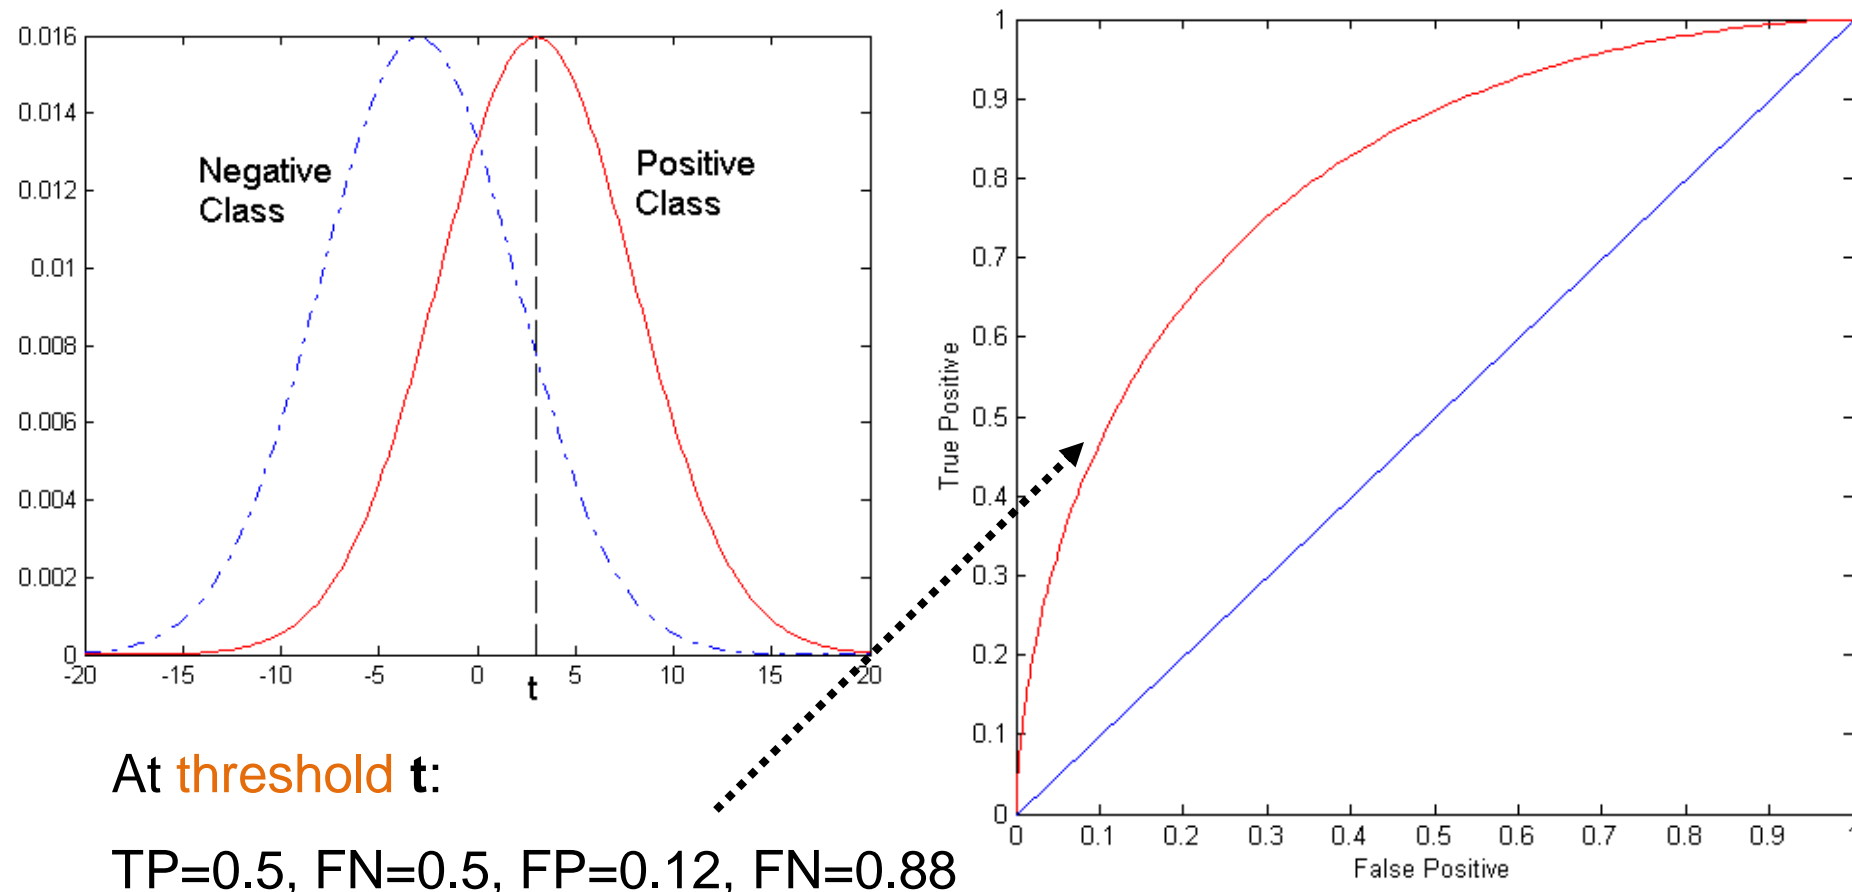 0.016
0.014
0.012
0.01
0.008
0.006
0.004
0.002
0
-20 -15 -10 -5 0 5 10 15 20
t
Negative
Class
Positive
Class
At threshold t:
TP=0.5, FN=0.5, FP=0.12, FN=0.88
1
0.9
0.8
0.7
0.6
0.5
0.4
0.3
0.2
0.1
0
True Positive
0 0.1 0.2 0.3 0.4 0.5 0.6 0.7 0.8 0.9 1
False Positive